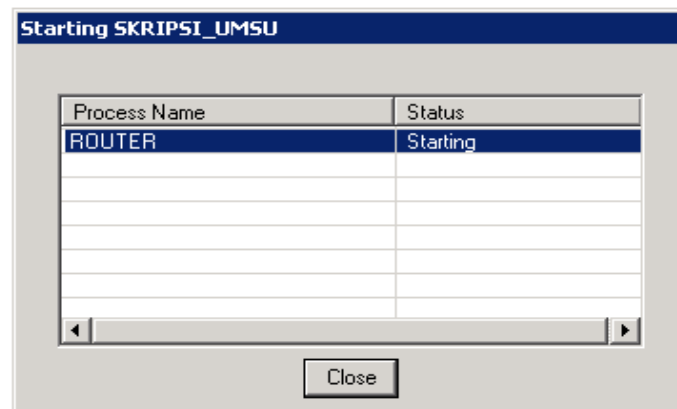 Starting SKRIPSI_UMSU
Process Name Status
ROUTER Starting
Close